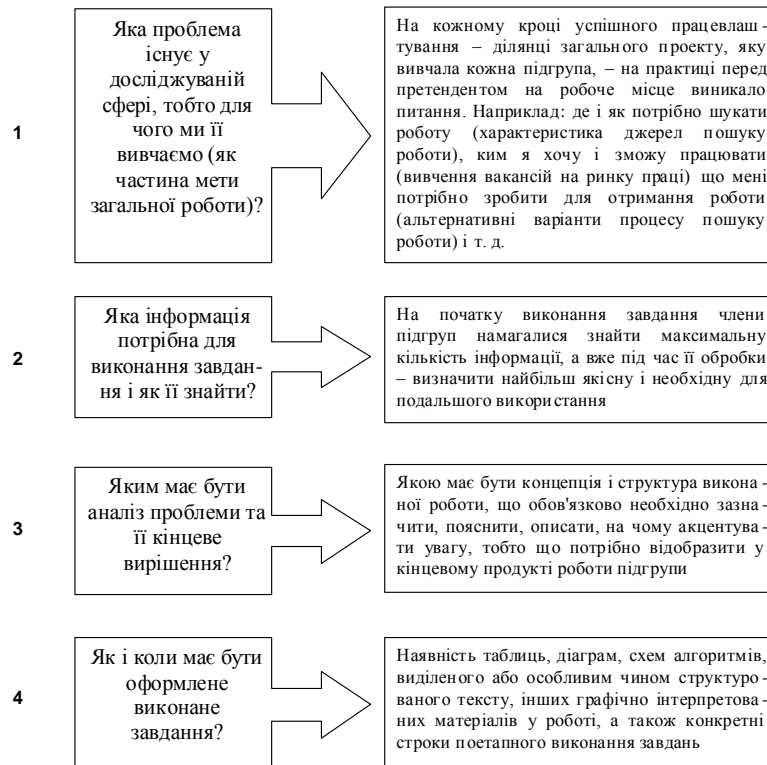 1
Яка проблема
існує у
досліджуваній
сфері, тобто для
чого ми її
вивчаємо (як
частина мети
загальної роботи)?
На кожному кроці успішного працевлаш-
тування – ділянці загального проекту, яку
вивчала кожна підгрупа, – на практиці перед
претендентом на робоче місце виникало
питання. Наприклад: де і як потрібно шукати
роботу (характеристика джерел пошуку
роботи), ким я хочу і зможу працювати
(вивчення вакансій на ринку праці) що мені
потрібно зробити для отримання роботи
(альтернативні варіанти процесу пошуку
роботи) і т. д.
2
Яка інформація
потрібна для
виконання завдан-
ня і як її знайти?
На початку виконання завдання члени
підгруп намагалися знайти максимальну
кількість інформації, а вже під час її обробки
– визначити найбільш якісну і необхідну для
подальшого використання
3
Яким має бути
аналіз проблеми та
її кінцеве
вирішення?
Якою має бути концепція і структура викона-
ної роботи, що обов'язково необхідно зазна-
чити, пояснити, описати, на чому акцентува-
ти увагу, тобто що потрібно відобразити у
кінцевому продукті роботи підгрупи
4
Як і коли має бути
оформлене
виконане
завдання?
Наявність таблиць, діаграм, схем алгоритмів,
виділеного або особливим чином структуро-
ваного тексту, інших графічно інтерпретова-
них матеріалів у роботі, а також конкретні
строки поетапного виконання завдань